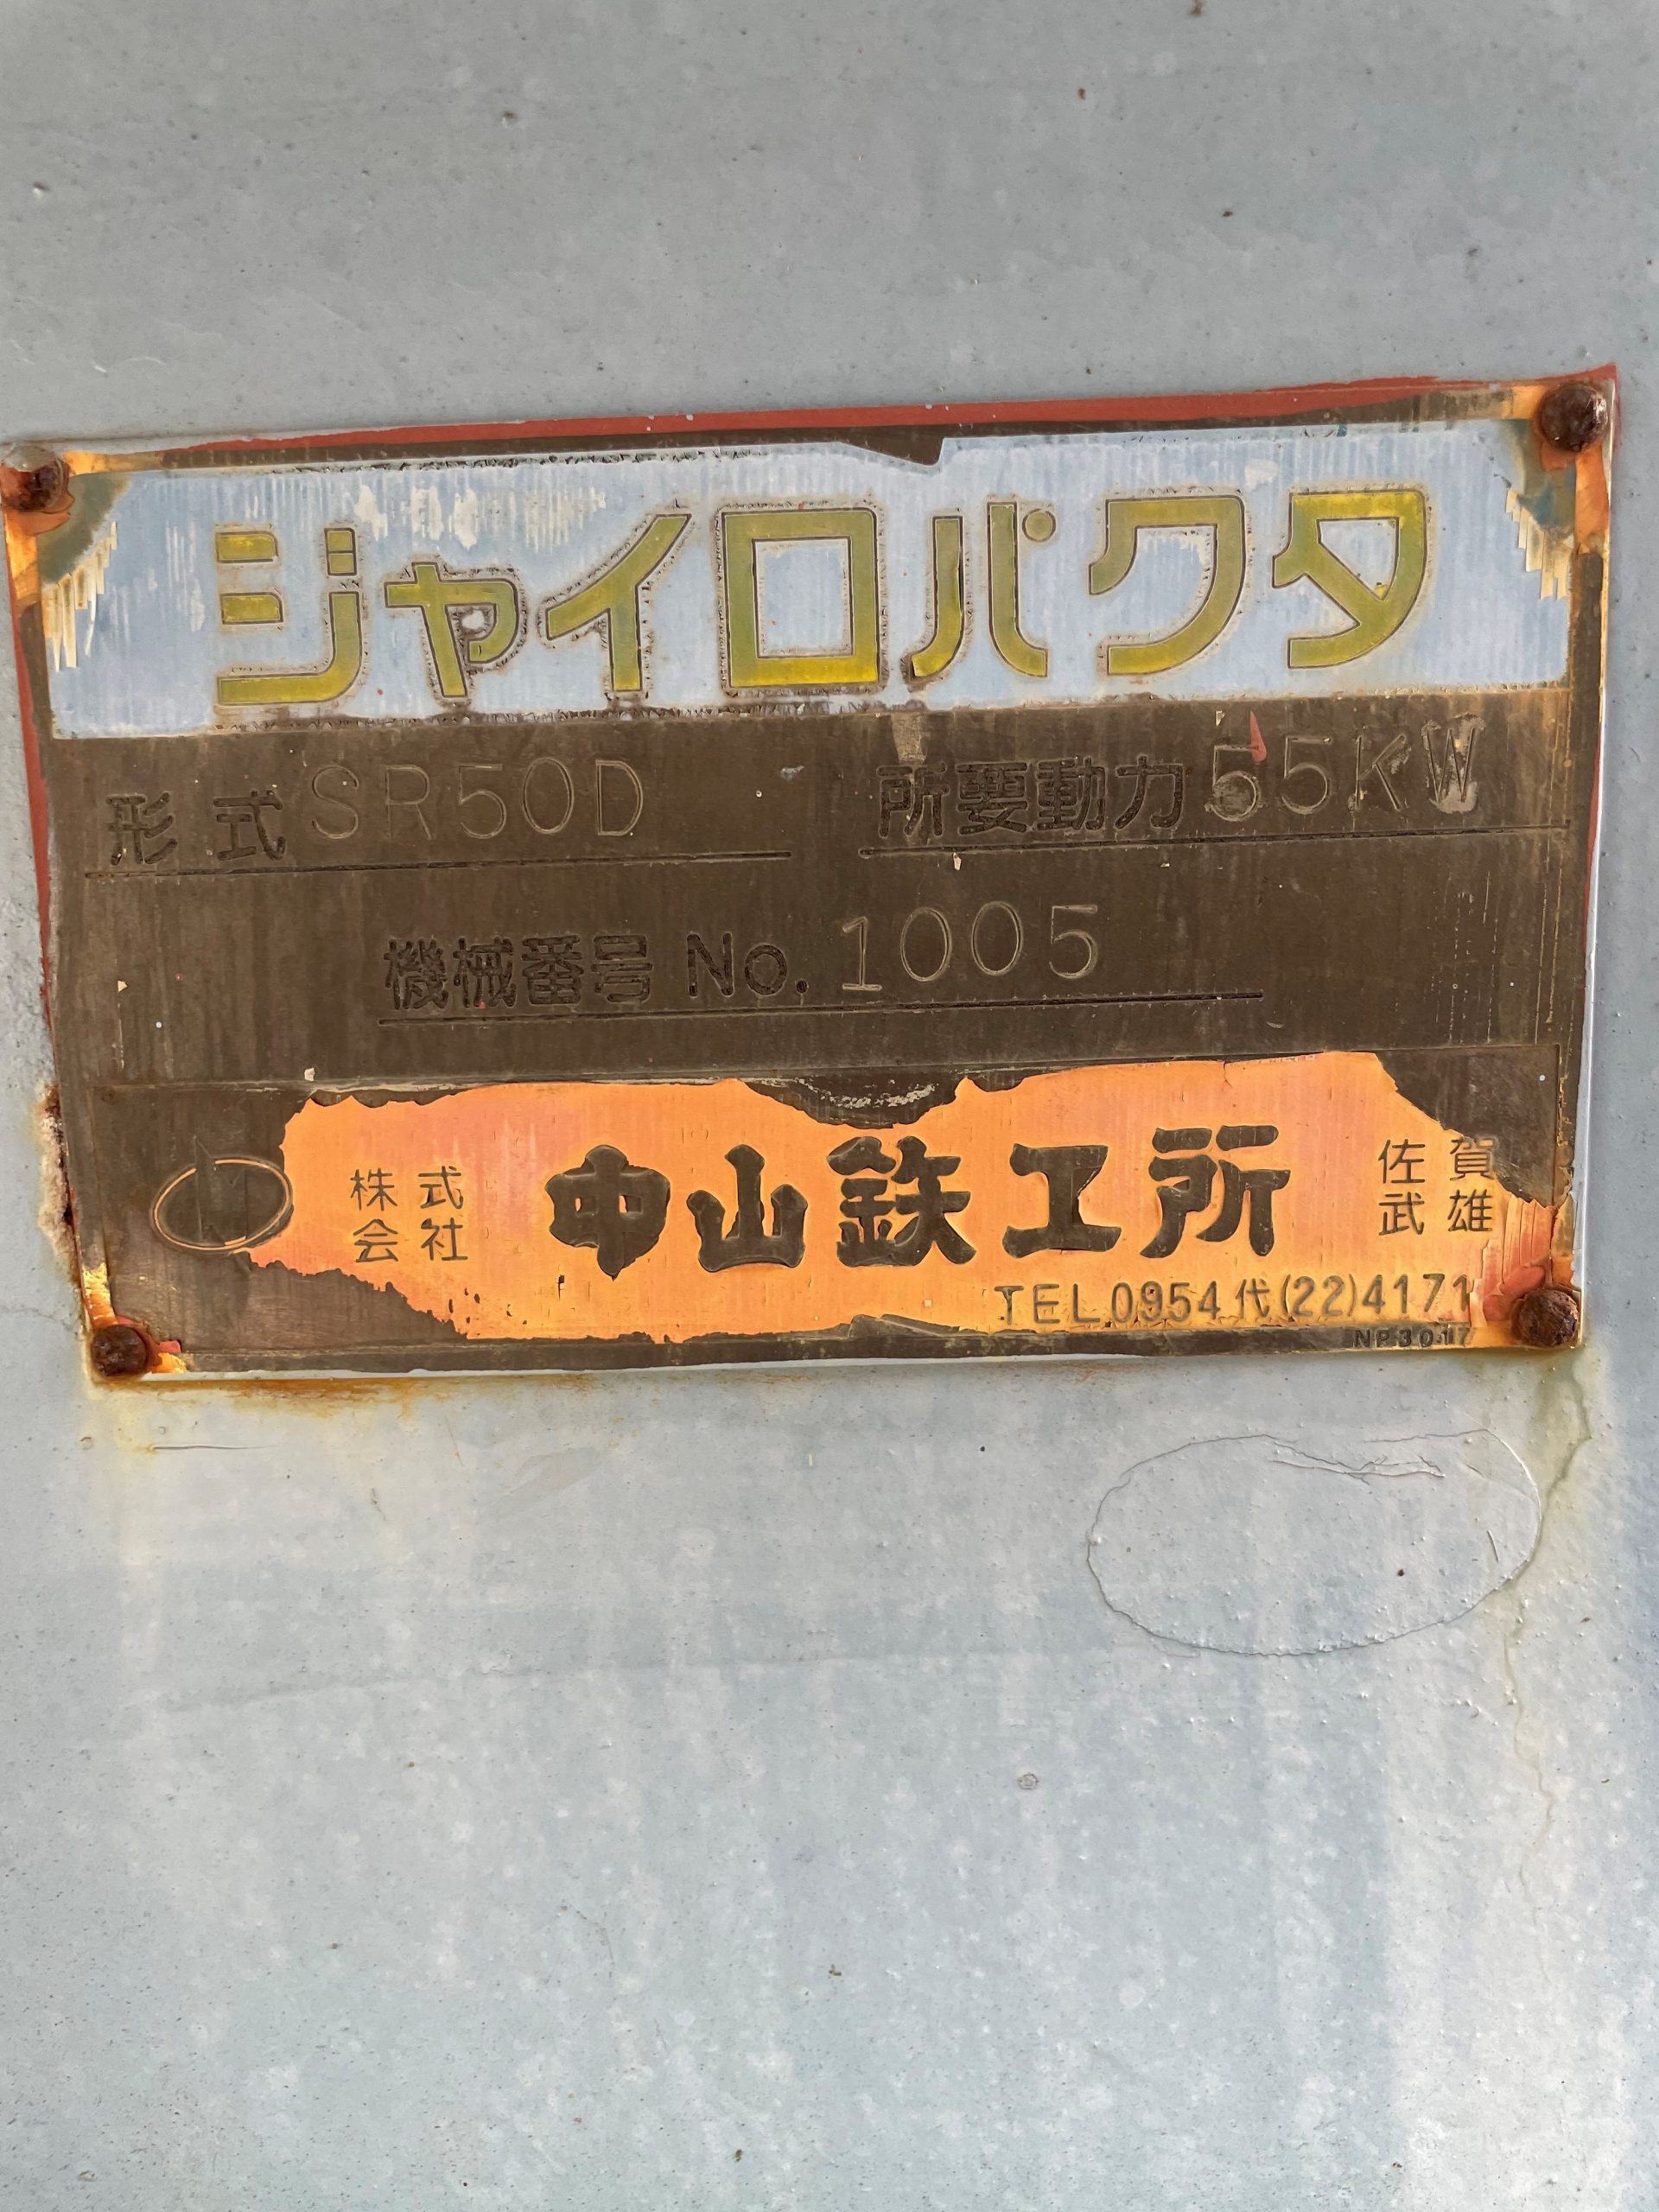 ジャイロパクタ
形式 SR50D 所要動力 55KW
機械番号 No. 1005
株式会社 中山鉄工所 佐賀武雄
TEL 0954代(22)4171
NP3017